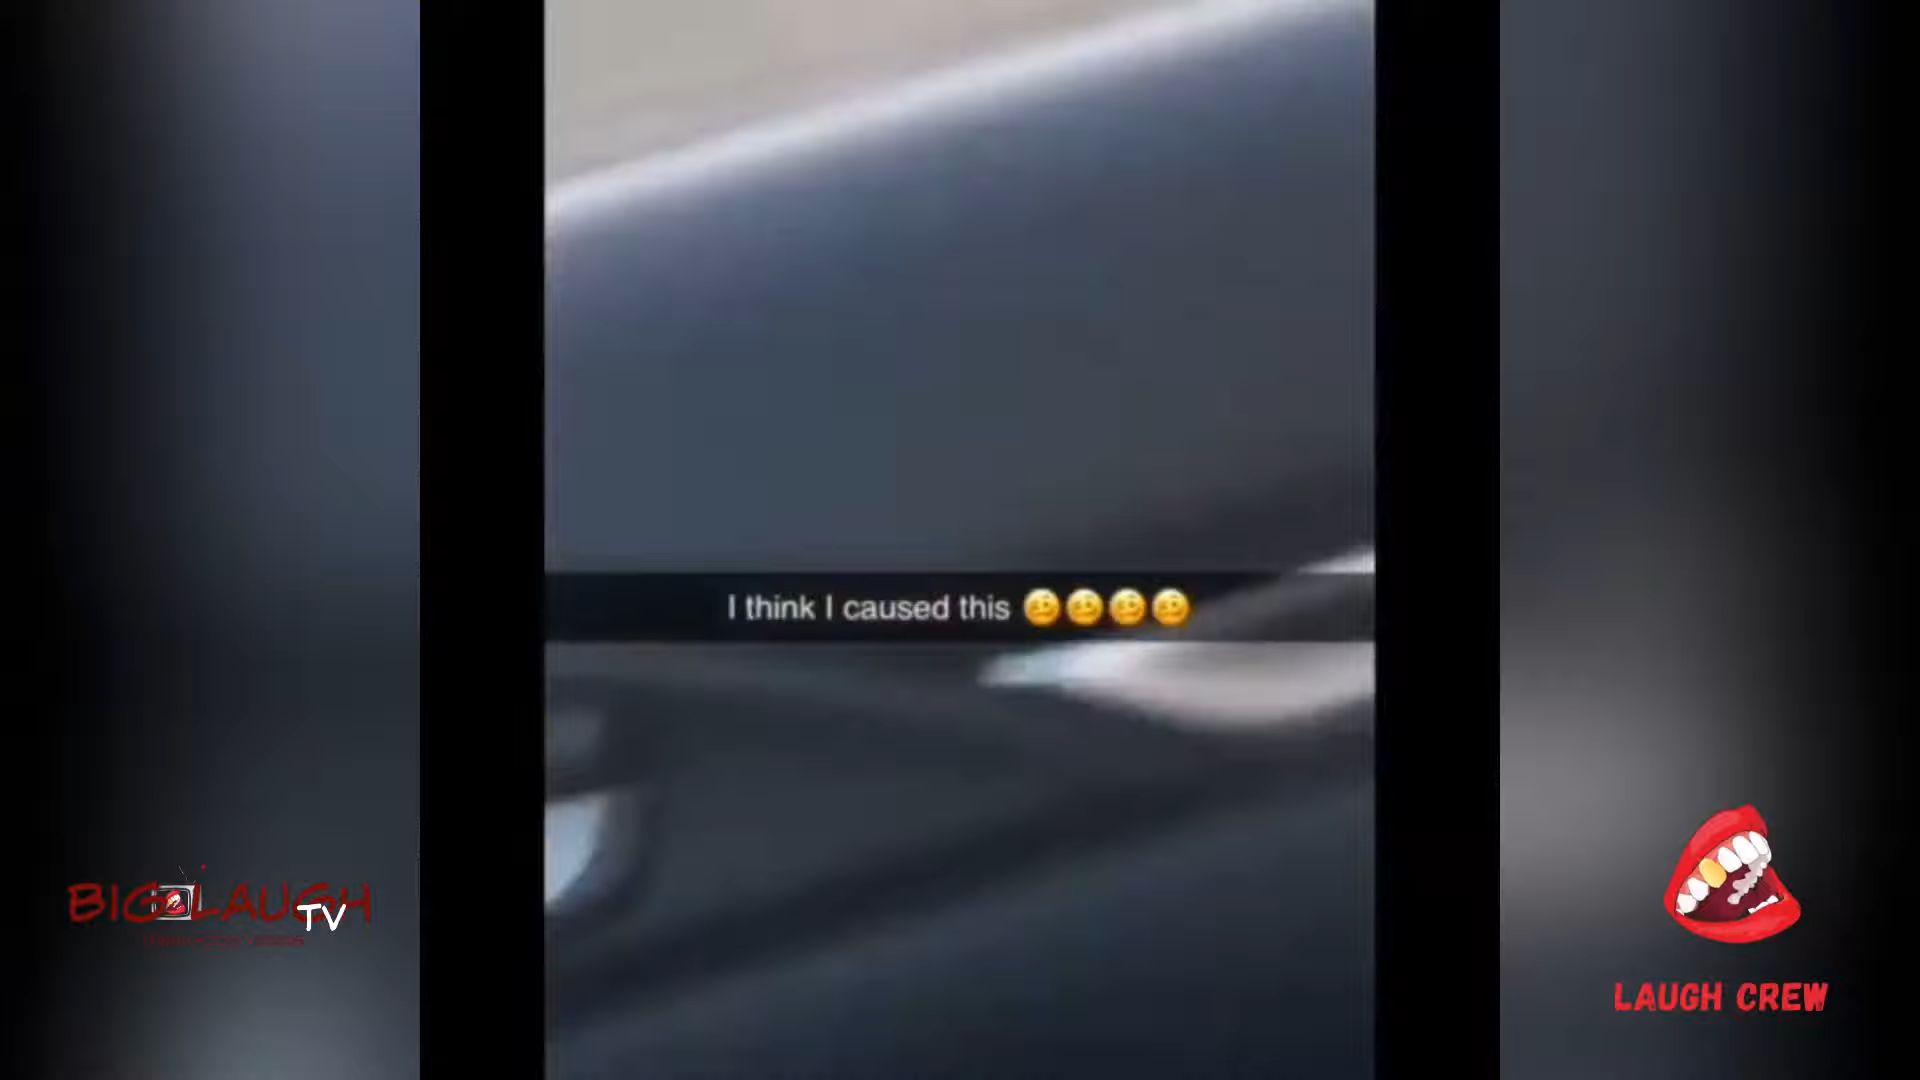 I think I caused this 🥴🥴🥴🥴
BIG LAUGH
TV
LAUGH CREW